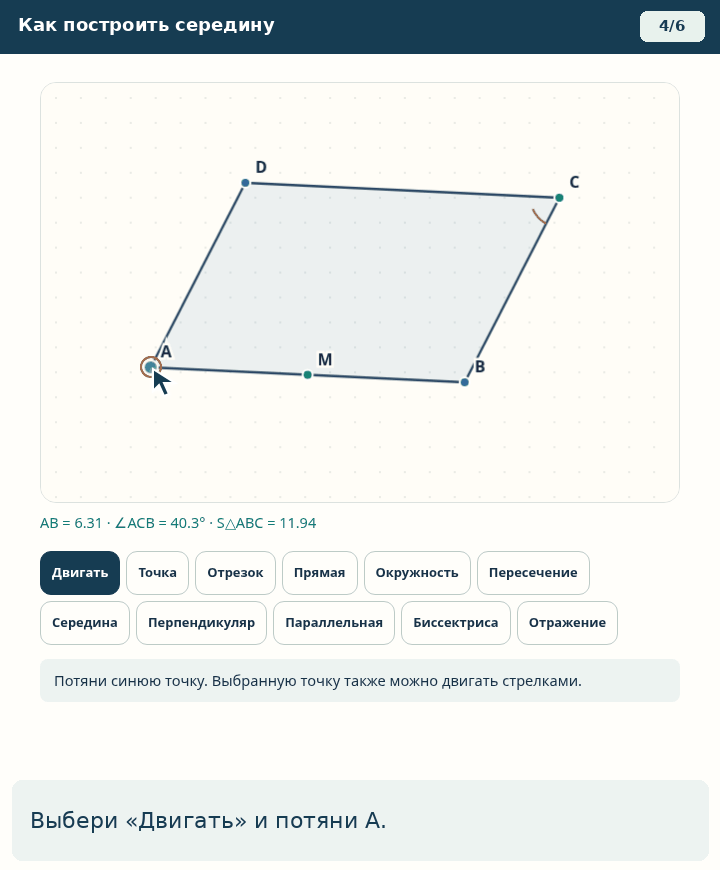 Как построить середину
4/6
D
C
A
M
B
AB = 6.31 · ∠ACB = 40.3° · S△ABC = 11.94
Двигать Точка Отрезок Прямая Окружность Пересечение
Середина Перпендикуляр Параллельная Биссектриса Отражение
Потяни синюю точку. Выбранную точку также можно двигать стрелками.
Выбери «Двигать» и потяни A.